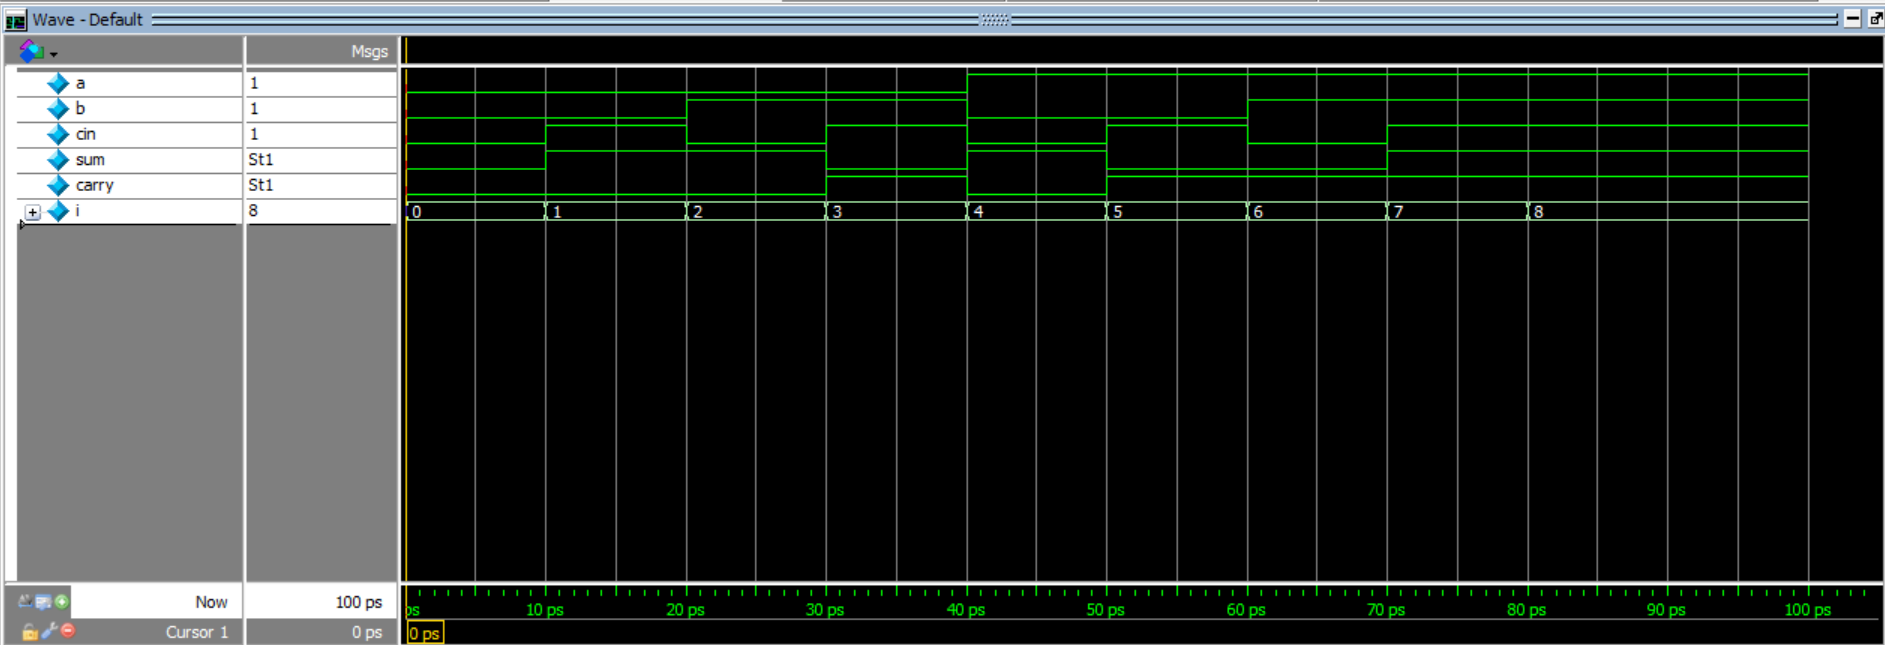 Wave - Default
Msgs
a 1
b 1
cin 1
sum St1
carry St1
i 8
0 1 2 3 4 5 6 7 8
Now 100 ps
ps 10 ps 20 ps 30 ps 40 ps 50 ps 60 ps 70 ps 80 ps 90 ps 100 ps
Cursor 1 0 ps
0 ps